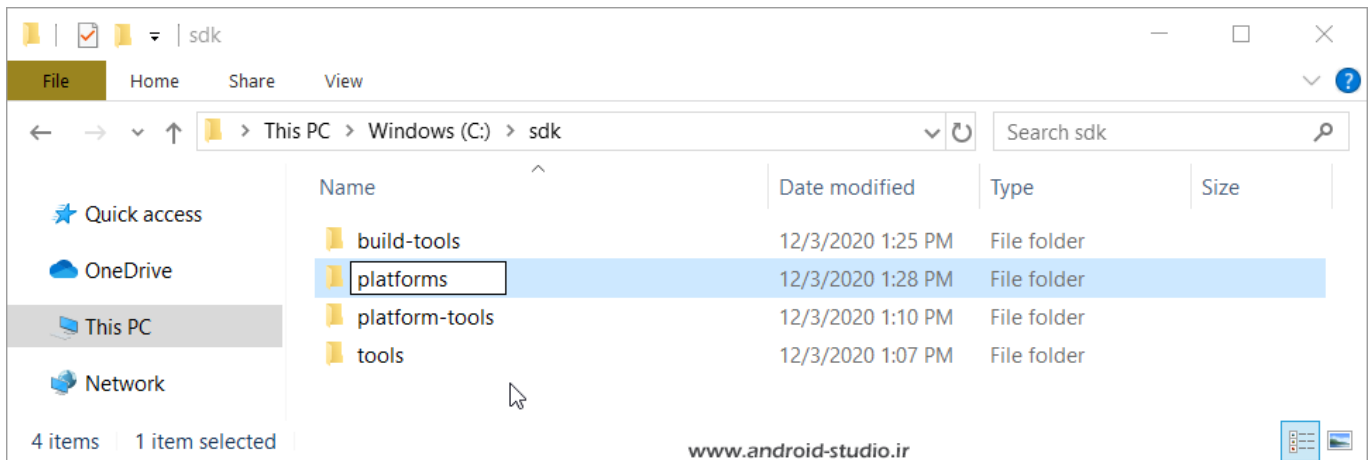 sdk
File Home Share View
This PC > Windows (C:) > sdk Search sdk
Name Date modified Type Size
Quick access
OneDrive
This PC
Network
build-tools 12/3/2020 1:25 PM File folder
platforms 12/3/2020 1:28 PM File folder
platform-tools 12/3/2020 1:10 PM File folder
tools 12/3/2020 1:07 PM File folder
4 items 1 item selected
www.android-studio.ir